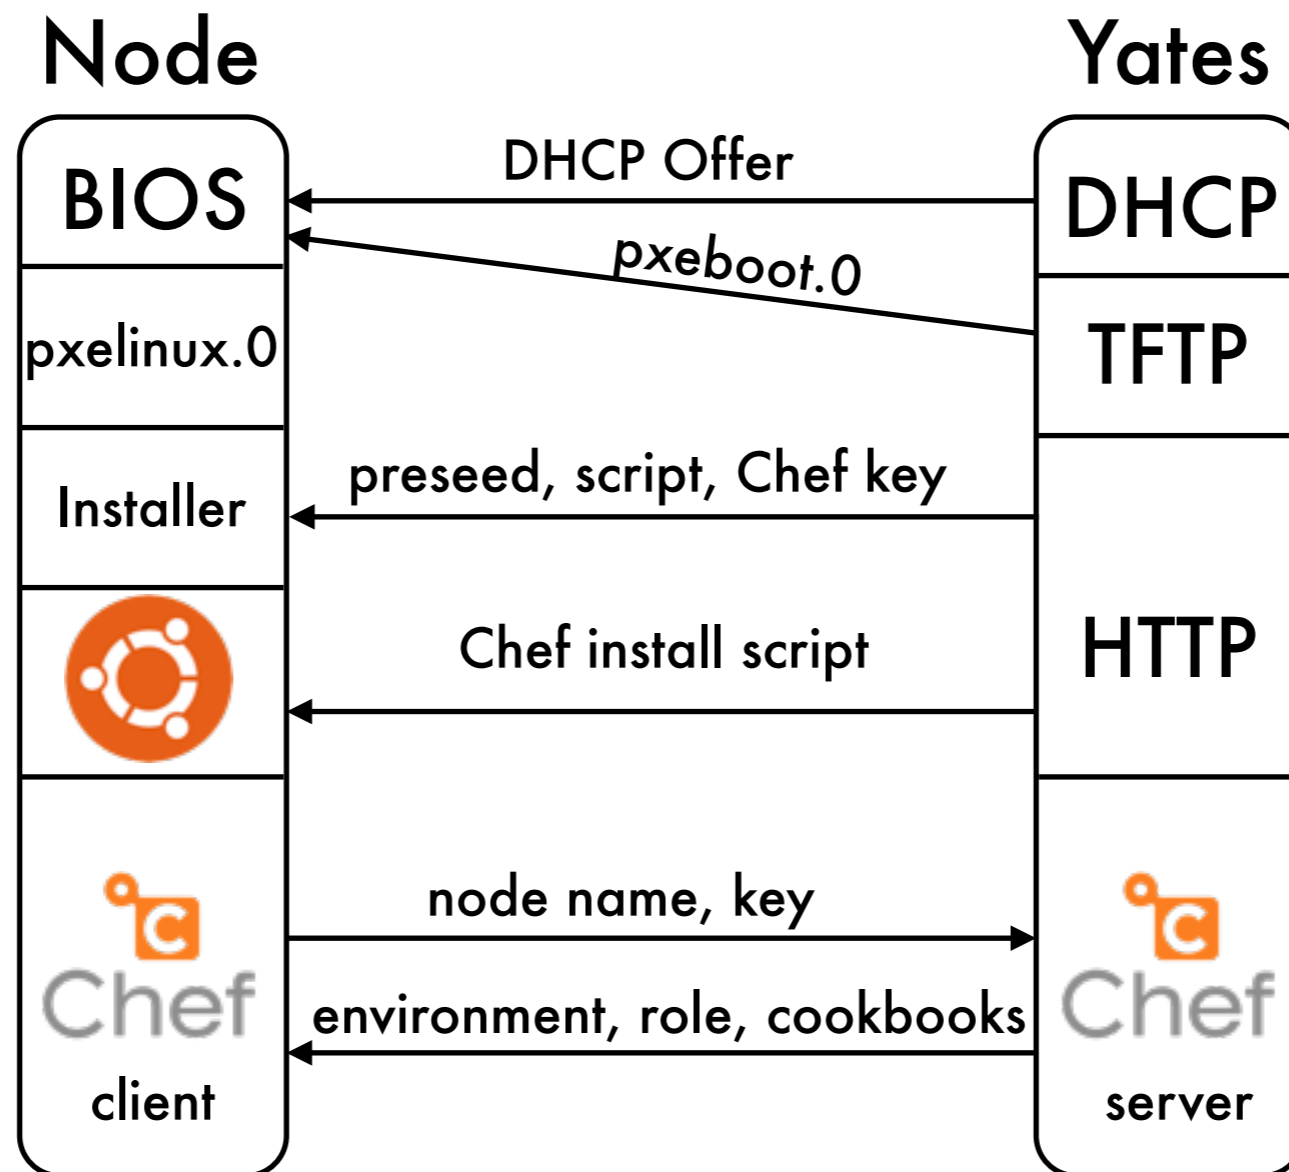 Node
Yates
BIOS
DHCP Offer
DHCP
pxeboot.0
pxelinux.0
TFTP
preseed, script, Chef key
Installer
Chef install script
HTTP
node name, key
C
Chef
C
Chef
environment, role, cookbooks
client
server